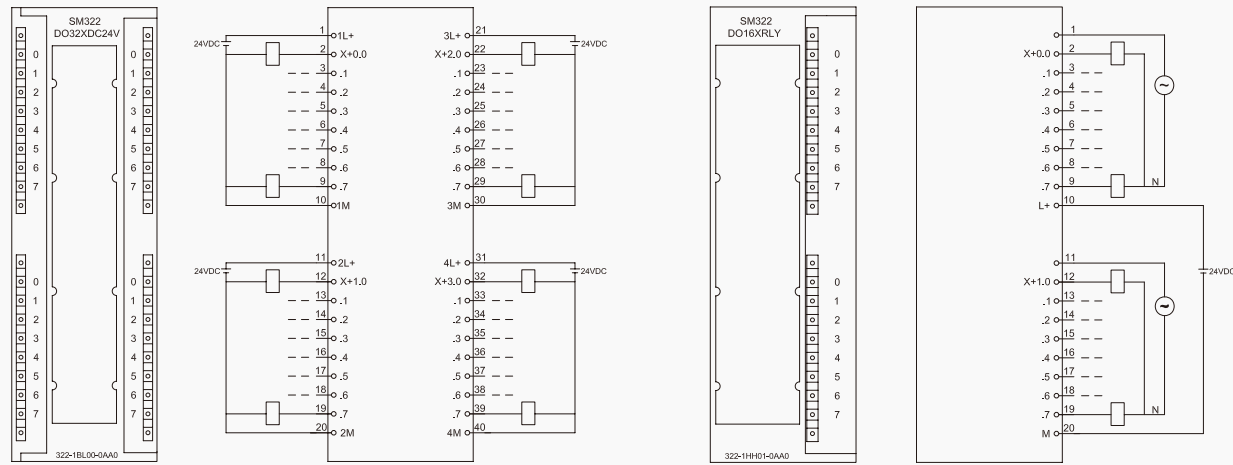 SM322
DO32XDC24V
0 0
1 1
2 2
3 3
4 4
5 5
6 6
7 7
0 0
1 1
2 2
3 3
4 4
5 5
6 6
7 7
322-1BL00-0AA0
24VDC 1 1L+ 3L+ 21 24VDC
2 X+0.0 X+2.0 22
3 .1 .1 23
4 .2 .2 24
5 .3 .3 25
6 .4 .4 26
7 .5 .5 27
8 .6 .6 28
9 .7 .7 29
10 1M 3M 30
24VDC 11 2L+ 4L+ 31 24VDC
12 X+1.0 X+3.0 32
13 .1 .1 33
14 .2 .2 34
15 .3 .3 35
16 .4 .4 36
17 .5 .5 37
18 .6 .6 38
19 .7 .7 39
20 2M 4M 40
SM322
DO16XRLY
0
1
2
3
4
5
6
7
0
1
2
3
4
5
6
7
322-1HH01-0AA0
1
X+0.0 2
.1 3
.2 4
.3 5
.4 6
.5 7
.6 8
.7 9 N
L+ 10
11
24VDC
X+1.0 12
.1 13
.2 14
.3 15
.4 16
.5 17
.6 18
.7 19 N
M 20